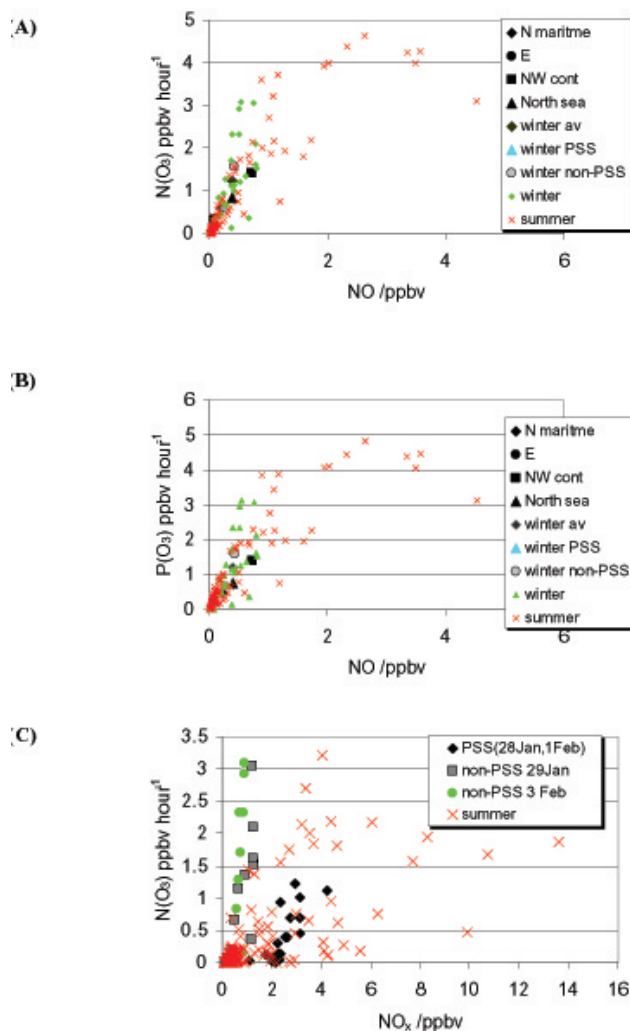 (A)
N(O₃) ppbv hour⁻¹
5
4
3
2
1
0
0
2
4
6
NO /ppbv
N maritme
E
NW cont
North sea
winter av
winter PSS
winter non-PSS
winter
summer
(B)
P(O₃) ppbv hour⁻¹
6
5
4
3
2
1
0
0
2
4
6
NO /ppbv
N maritme
E
NW cont
North sea
winter av
winter PSS
winter non-PSS
winter
summer
(C)
N(O₃) ppbv hour⁻¹
3.5
3
2.5
2
1.5
1
0.5
0
0
2
4
6
8
10
12
14
16
NOₓ /ppbv
PSS(28Jan,1Feb)
non-PSS 29Jan
non-PSS 3 Feb
summer